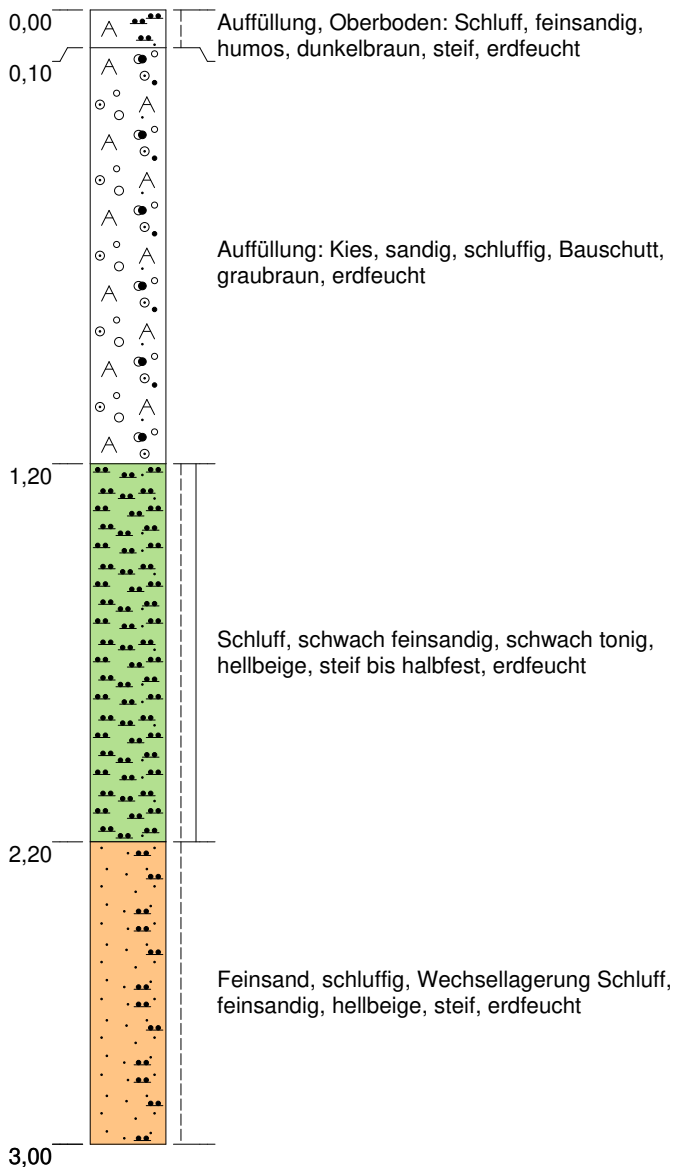 0,00
Auffüllung, Oberboden: Schluff, feinsandig,
humos, dunkelbraun, steif, erdfeucht
0,10
Auffüllung: Kies, sandig, schluffig, Bauschutt,
graubraun, erdfeucht
1,20
Schluff, schwach feinsandig, schwach tonig,
hellbeige, steif bis halbfest, erdfeucht
2,20
Feinsand, schluffig, Wechsellagerung Schluff,
feinsandig, hellbeige, steif, erdfeucht
3,00